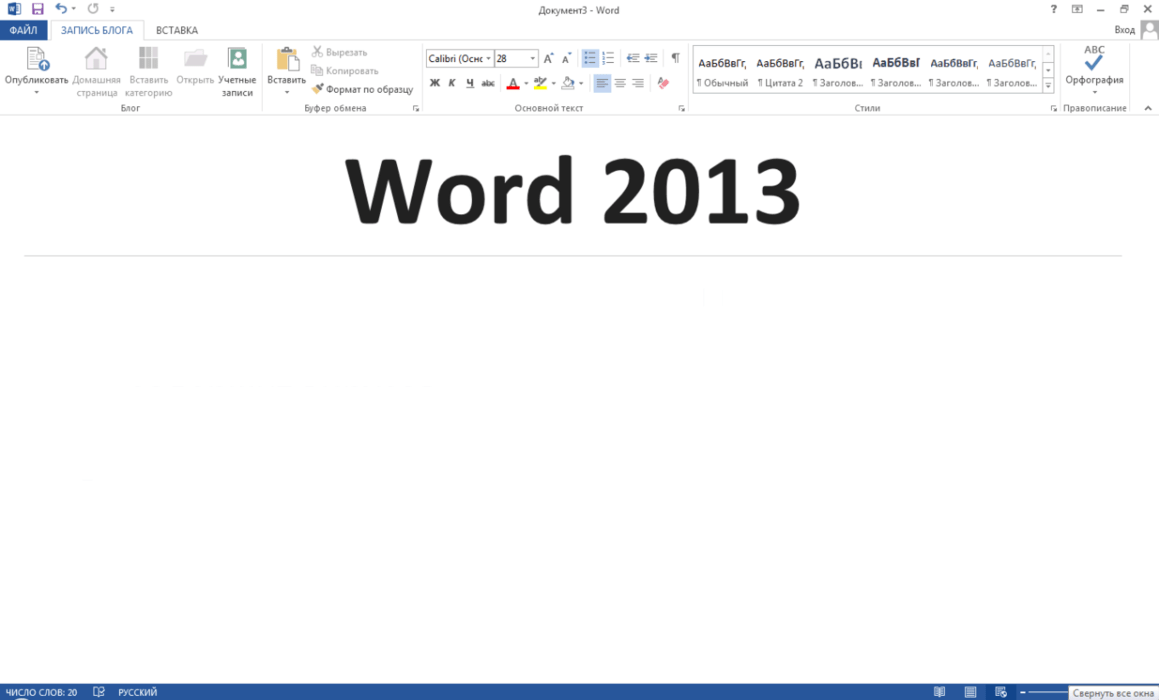 Документ3 - Word
?
ФАЙЛ ЗАПИСЬ БЛОГА ВСТАВКА Вход
Опубликовать
Домашняя страница
Вставить категорию
Открыть
Учетные записи
Блог
Вставить
Вырезать
Копировать
Формат по образцу
Буфер обмена
Calibri (Оснс 28
Ж К Ч abc А aby
Основной текст
АаБбВвГг, АаБбВвГг, АаБбВı АаБбВвГ АаБбВвГг, АаБбВвГг,
¶ Обычный ¶ Цитата 2 ¶ Заголов... ¶ Заголов... ¶ Заголов... ¶ Заголов...
Стили
ABC
Орфография
Правописание
Word 2013
ЧИСЛО СЛОВ: 20 РУССКИЙ
Свернуть все окна